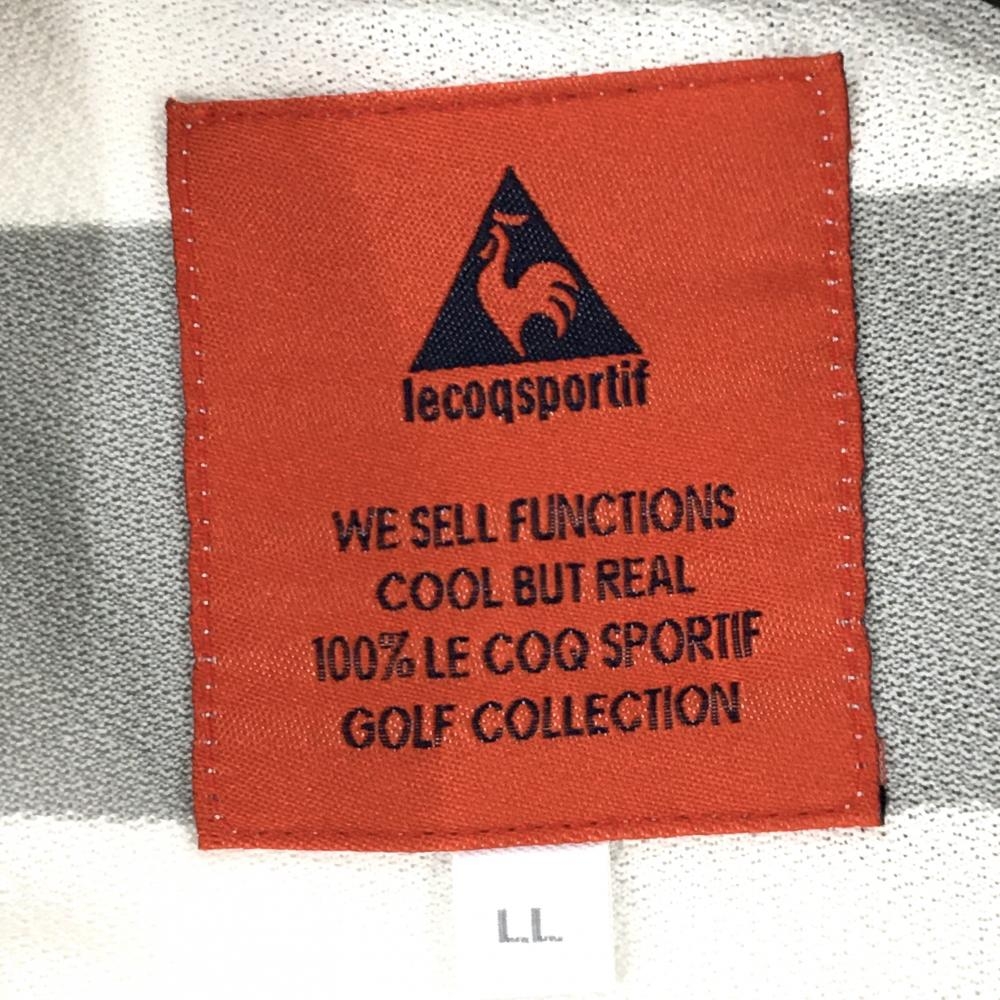 lecoqsportif
WE SELL FUNCTIONS
COOL BUT REAL
100% LE COQ SPORTIF
GOLF COLLECTION
LL